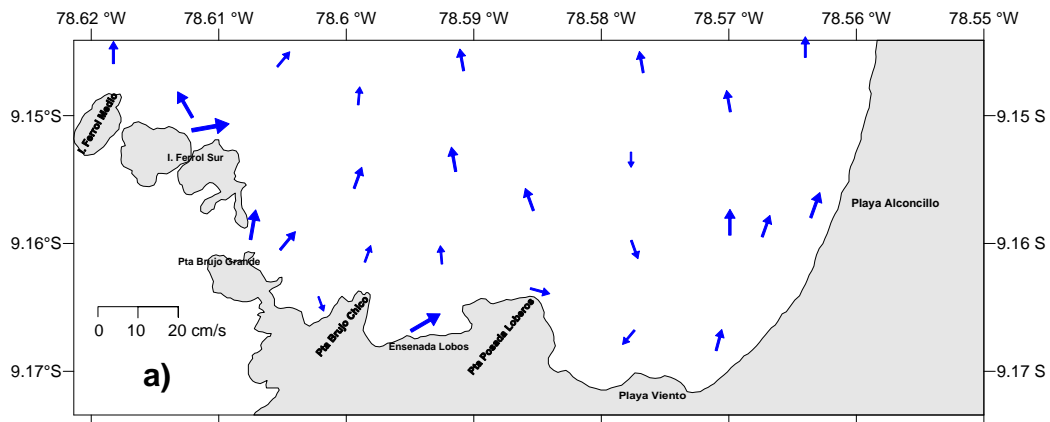 78.62 °W 78.61 °W 78.6 °W 78.59 °W 78.58 °W 78.57 °W 78.56 °W 78.55 °W
9.15°S 9.15° S
9.16°S 9.16° S
9.17°S 9.17° S
I. Ferrol Medio
I. Ferrol Sur
Playa Alconcillo
Pta Brujo Grande
0 10 20 cm/s
Pta Brujo Chico
Ensenada Lobos
Pta Posada Loberos
Playa Viento
a)